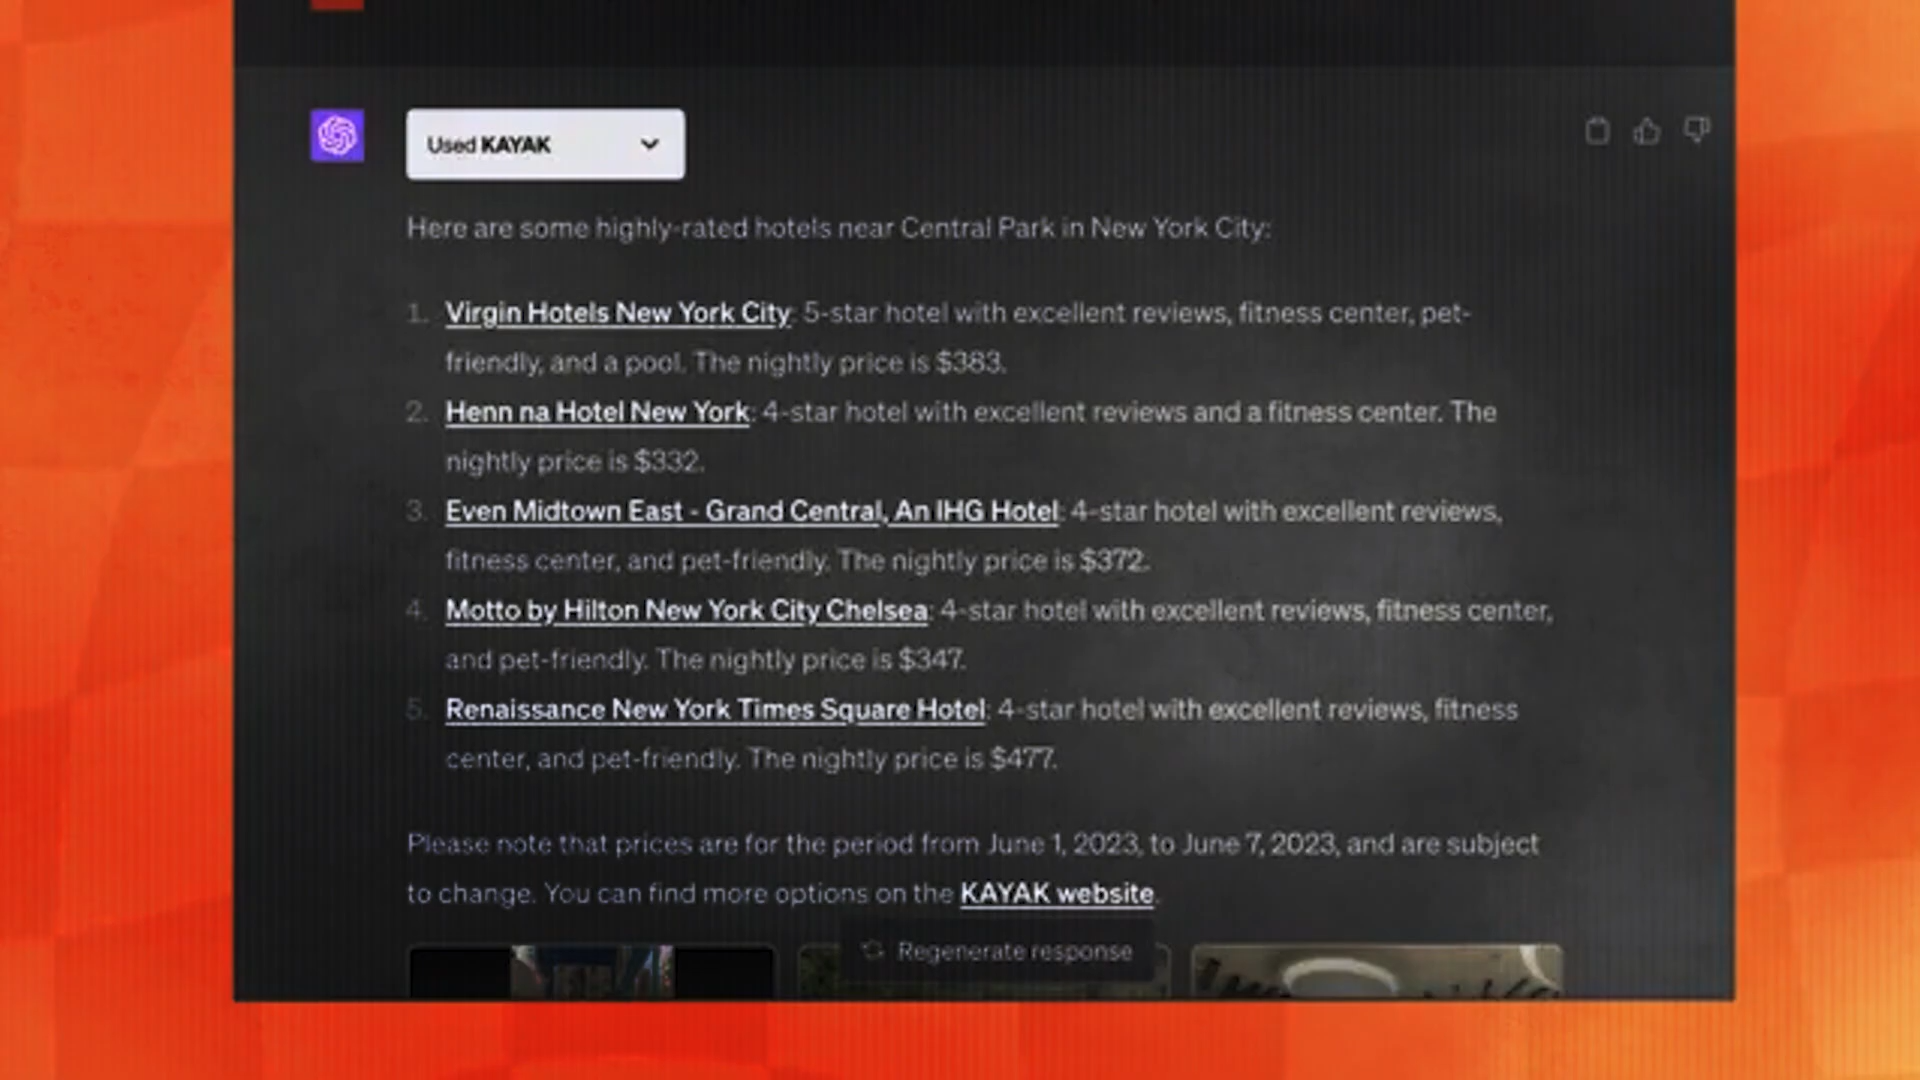 Used KAYAK
Here are some highly-rated hotels near Central Park in New York City:
1. Virgin Hotels New York City: 5-star hotel with excellent reviews, fitness center, pet-
friendly, and a pool. The nightly price is $383.
2. Henn na Hotel New York: 4-star hotel with excellent reviews and a fitness center. The
nightly price is $332.
3. Even Midtown East - Grand Central, An IHG Hotel: 4-star hotel with excellent reviews,
fitness center, and pet-friendly. The nightly price is $372.
4. Motto by Hilton New York City Chelsea: 4-star hotel with excellent reviews, fitness center,
and pet-friendly. The nightly price is $347.
5. Renaissance New York Times Square Hotel: 4-star hotel with excellent reviews, fitness
center, and pet-friendly. The nightly price is $477.
Please note that prices are for the period from June 1, 2023, to June 7, 2023, and are subject
to change. You can find more options on the KAYAK website.
Regenerate response